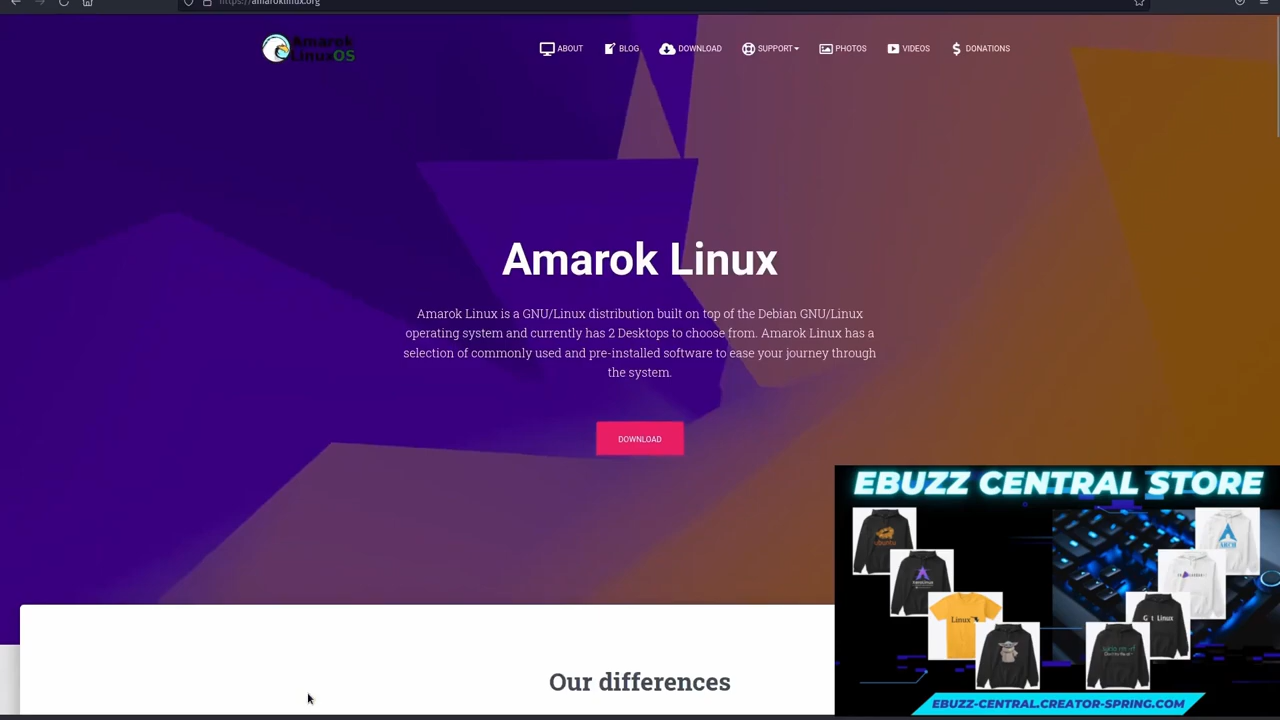 https://amaroklinux.org
Amarok
LinuxOS
ABOUT
BLOG
DOWNLOAD
SUPPORT
PHOTOS
VIDEOS
DONATIONS
Amarok Linux
Amarok Linux is a GNU/Linux distribution built on top of the Debian GNU/Linux
operating system and currently has 2 Desktops to choose from. Amarok Linux has a
selection of commonly used and pre-installed software to ease your journey through
the system.
DOWNLOAD
Our differences
EBUZZ CENTRAL STORE
ubuntu
ARCH
Linux
EBUZZ-CENTRAL.CREATOR-SPRING.COM